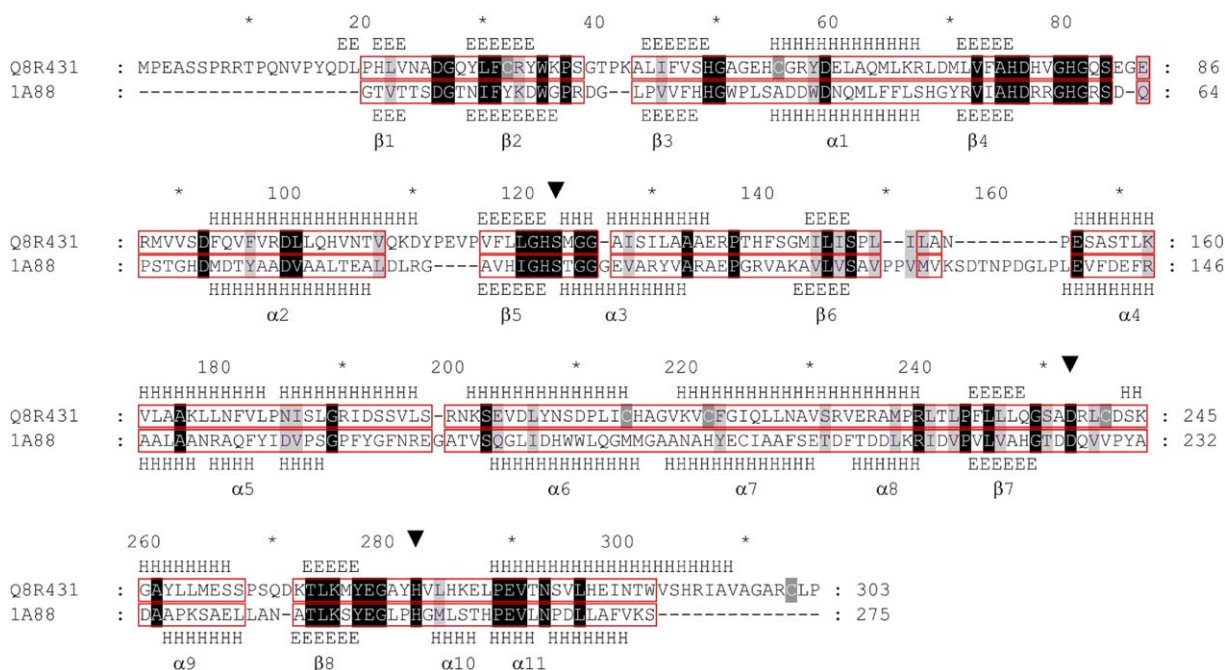 * 20 * 40 * 60 * 80
EE EEE EEEEEE EEEEEE HHHHHHHHHHHHH EEEEE
Q8R431 : MPEASSPRRTPQNVPYQDLPHLVNADGQYLFCRYWKPSGTPKALIFVSHGAGEHCGRYDELAQMLKRLDMLVFAHDHVGHGQSEGE : 86
1A88 : -------------------GTVTTSDGTNIFYKDWGPRDG--LPVVFHHGWPLSADDWDNQMLFFLSHGYRVIAHDRRGHGRSD-Q : 64
EEE EEEEEEEE EEEEE HHHHHHHHHHHHH EEEEE
β1 β2 β3 α1 β4
* 100 * 120 ▼ * 140 * 160 *
HHHHHHHHHHHHHHHHHH EEEEEE HHH HHHHHHHHH EEEE HHHHHHH
Q8R431 : RMVVSDFQVFVRDLLQHVNTVQKDYPEVPVFLLGHSMGG-AISILAAAERPTHFSGMILISPL-ILAN---------PESASTLK : 160
1A88 : PSTGHDMDTYAADVAALTEALDLRG----AVHIGHSTGGGEVARYVARAEPGRVAKAVLVSAVPPVMVKSDTNPDGLPLEVFDEFR : 146
HHHHHHHHHHHHHH EEEEEE HHHHHHHHHHH EEEEE HHHHHHHH
α2 β5 α3 β6 α4
180 * 200 * 220 * 240 * ▼
HHHHHHHHHHH HHHHHHHHHHHH HHHHHHHHHHHHHH HHHHHHHHHHHHHHHHHHHHH EEEEE HH
Q8R431 : VLAAKLLNFVLPNISLGRIDSSVLS-RNKSEVDLYNSDPLICHAGVKVCFGIQLLNAVSRVERAMPRLTLPFLLLQGSADRLCDSK : 245
1A88 : AALAANRAQFYIDVPSGPFYGFNREGATVSQGLIDHWWLQGMMGAANAHYECIAAFSETDFTDDLKRIDVPVLVAHGTDDQVVPYA : 232
HHHHH HHHH HHHH HHHHHHHHHHHHH HHHHHHHHHHHHH HHHHHH EEEEEE
α5 α6 α7 α8 β7
260 * 280 ▼ * 300 *
HHHHHHHH EEEEE HHHHHHHHHHHHHHHHHHHHH
Q8R431 : GAYLLMESSPSQDKTLKMYEGAYHVLHKELPEVTNSVLHEINTWVSHRIAVAGARCLP : 303
1A88 : DAAPKSAELLAN-ATLKSYEGLPHGMLSTHPEVLNPDLLAFVKS-------------- : 275
HHHHHHH EEEEEE HHHH HHHH HHHHHHH
α9 β8 α10 α11